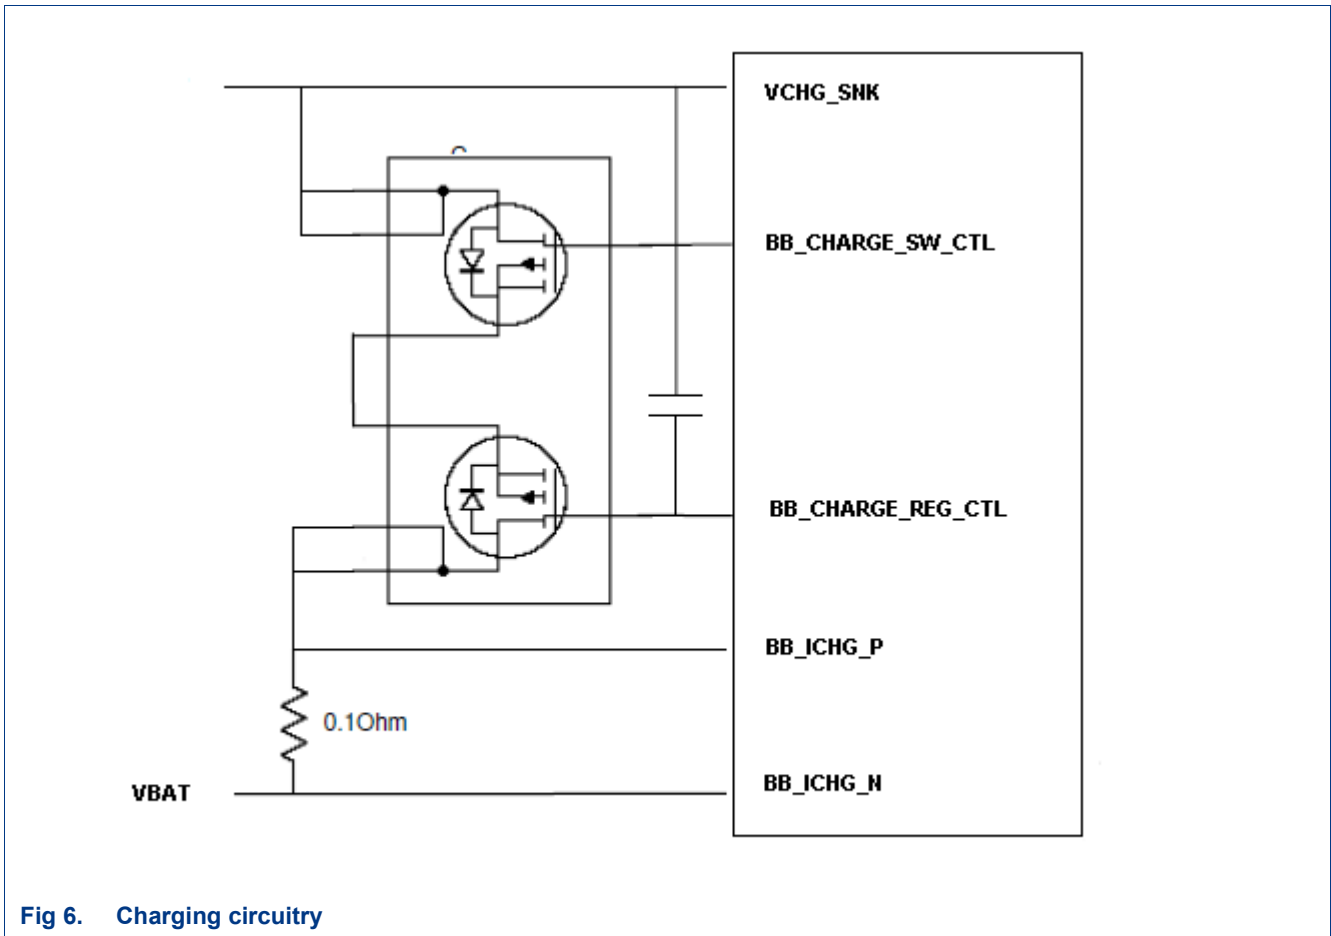 VCHG_SNK
BB_CHARGE_SW_CTL
BB_CHARGE_REG_CTL
BB_ICHG_P
0.1Ohm
VBAT
BB_ICHG_N
Fig 6. Charging circuitry